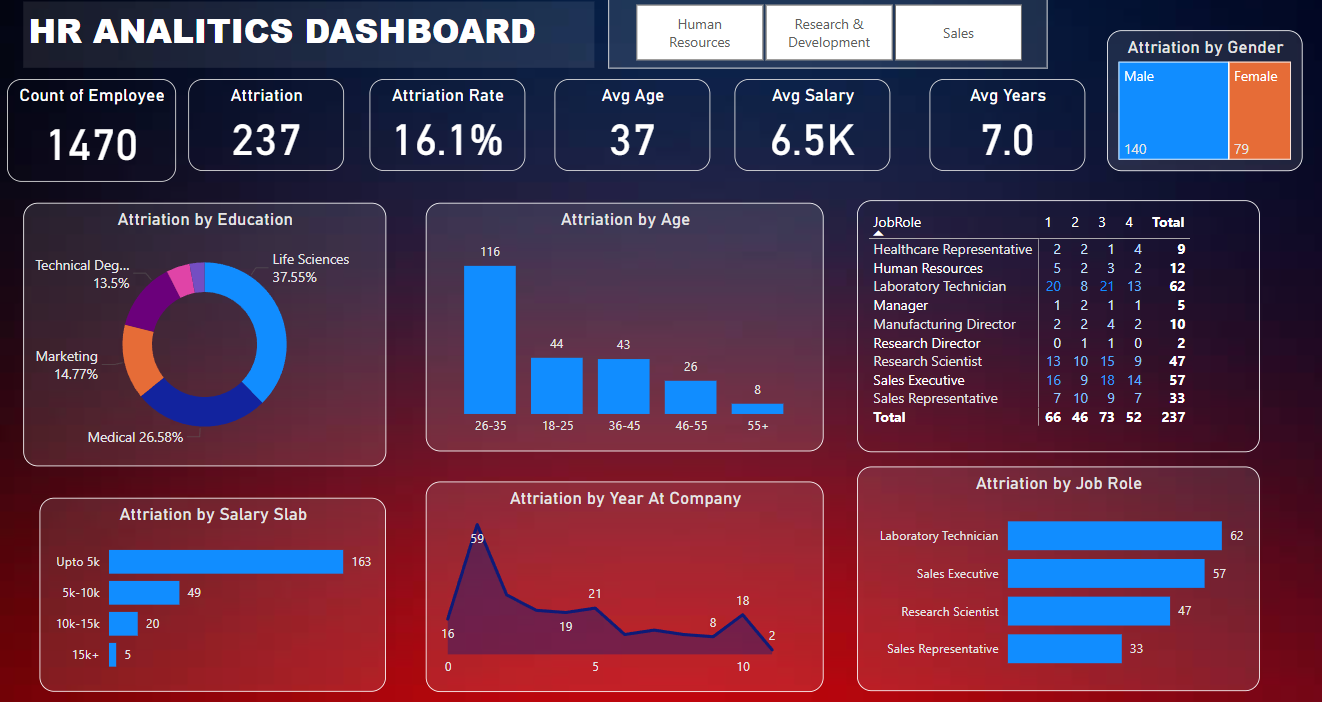 HR ANALITICS DASHBOARD
Human
Resources
Research &
Development
Sales
Count of Employee
1470
Attriation
237
Attriation Rate
16.1%
Avg Age
37
Avg Salary
6.5K
Avg Years
7.0
Attriation by Gender
Male
140
Female
79
Attriation by Education
Life Sciences
37.55%
Technical Deg...
13.5%
Marketing
14.77%
Medical 26.58%
Attriation by Age
116
44
43
26
8
26-35 18-25 36-45 46-55 55+
JobRole 1 2 3 4 Total
Healthcare Representative 2 2 1 4 9
Human Resources 5 2 3 2 12
Laboratory Technician 20 8 21 13 62
Manager 1 2 1 1 5
Manufacturing Director 2 2 4 2 10
Research Director 0 1 1 0 2
Research Scientist 13 10 15 9 47
Sales Executive 16 9 18 14 57
Sales Representative 7 10 9 7 33
Total 66 46 73 52 237
Attriation by Salary Slab
Upto 5k 163
5k-10k 49
10k-15k 20
15k+ 5
Attriation by Year At Company
59
16
19
21
8
18
2
0 5 10
Attriation by Job Role
Laboratory Technician 62
Sales Executive 57
Research Scientist 47
Sales Representative 33